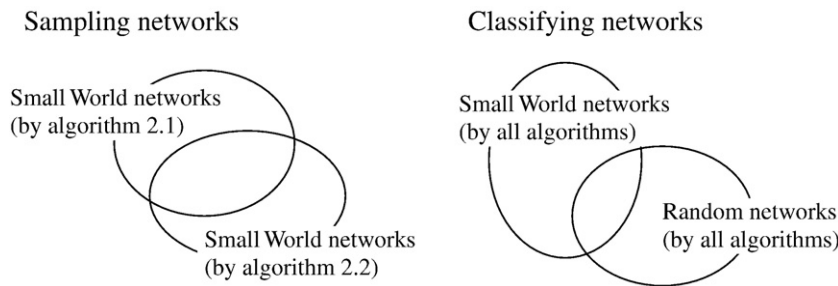 Sampling networks
Small World networks
(by algorithm 2.1)
Small World networks
(by algorithm 2.2)
Classifying networks
Small World networks
(by all algorithms)
Random networks
(by all algorithms)